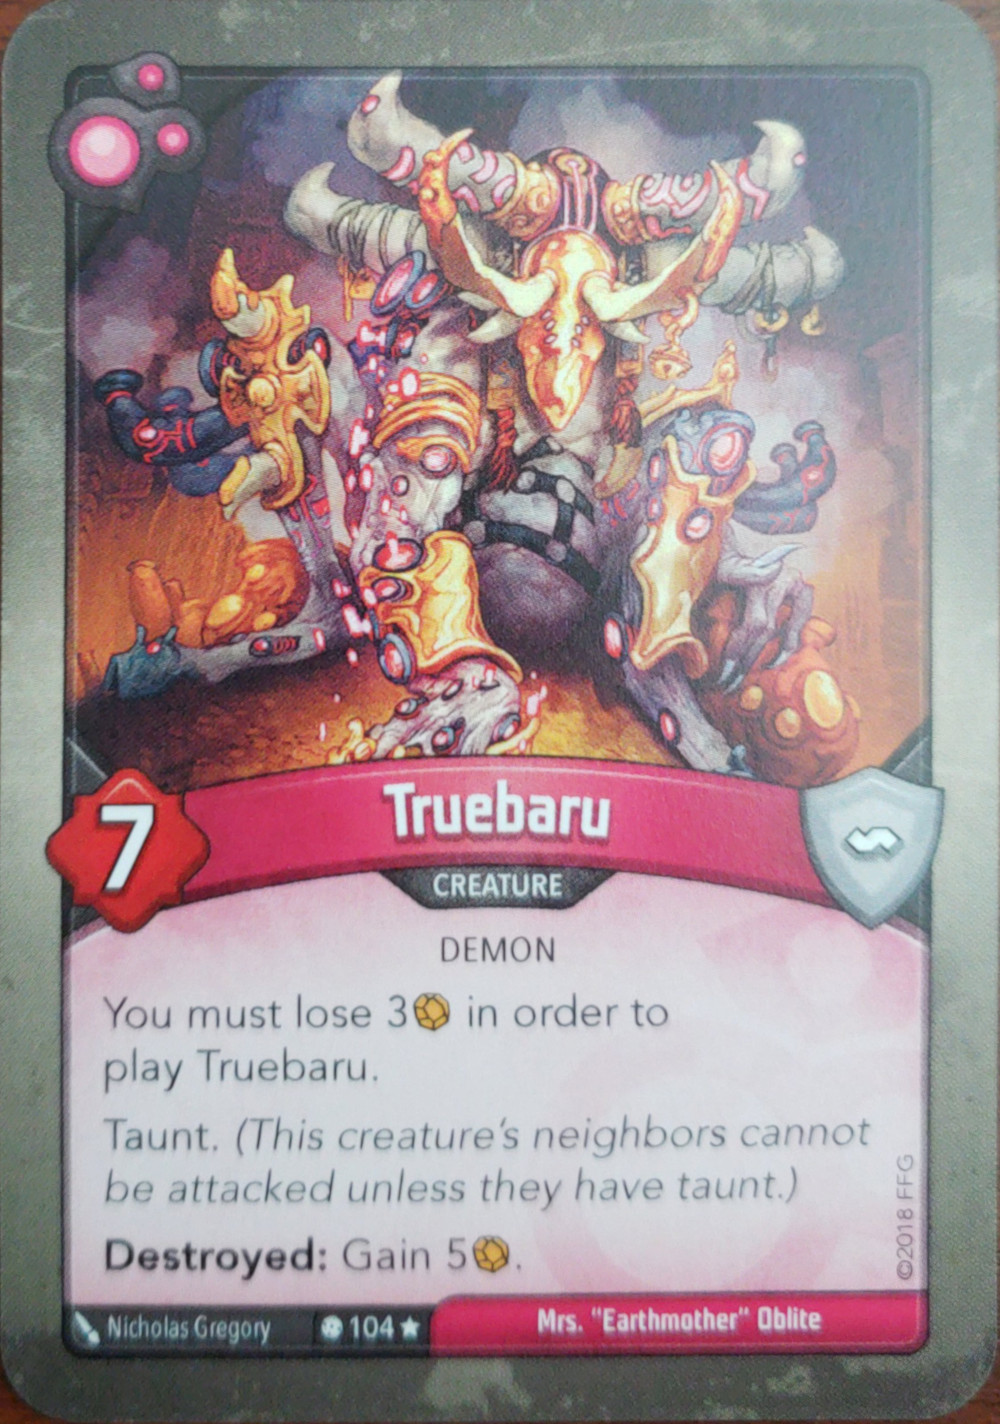 7
Truebaru
CREATURE
DEMON
You must lose 3 in order to
play Truebaru.
Taunt. (This creature's neighbors cannot
be attacked unless they have taunt.)
Destroyed: Gain 5.
©2018 FFG
Nicholas Gregory
104
Mrs. "Earthmother" Oblite